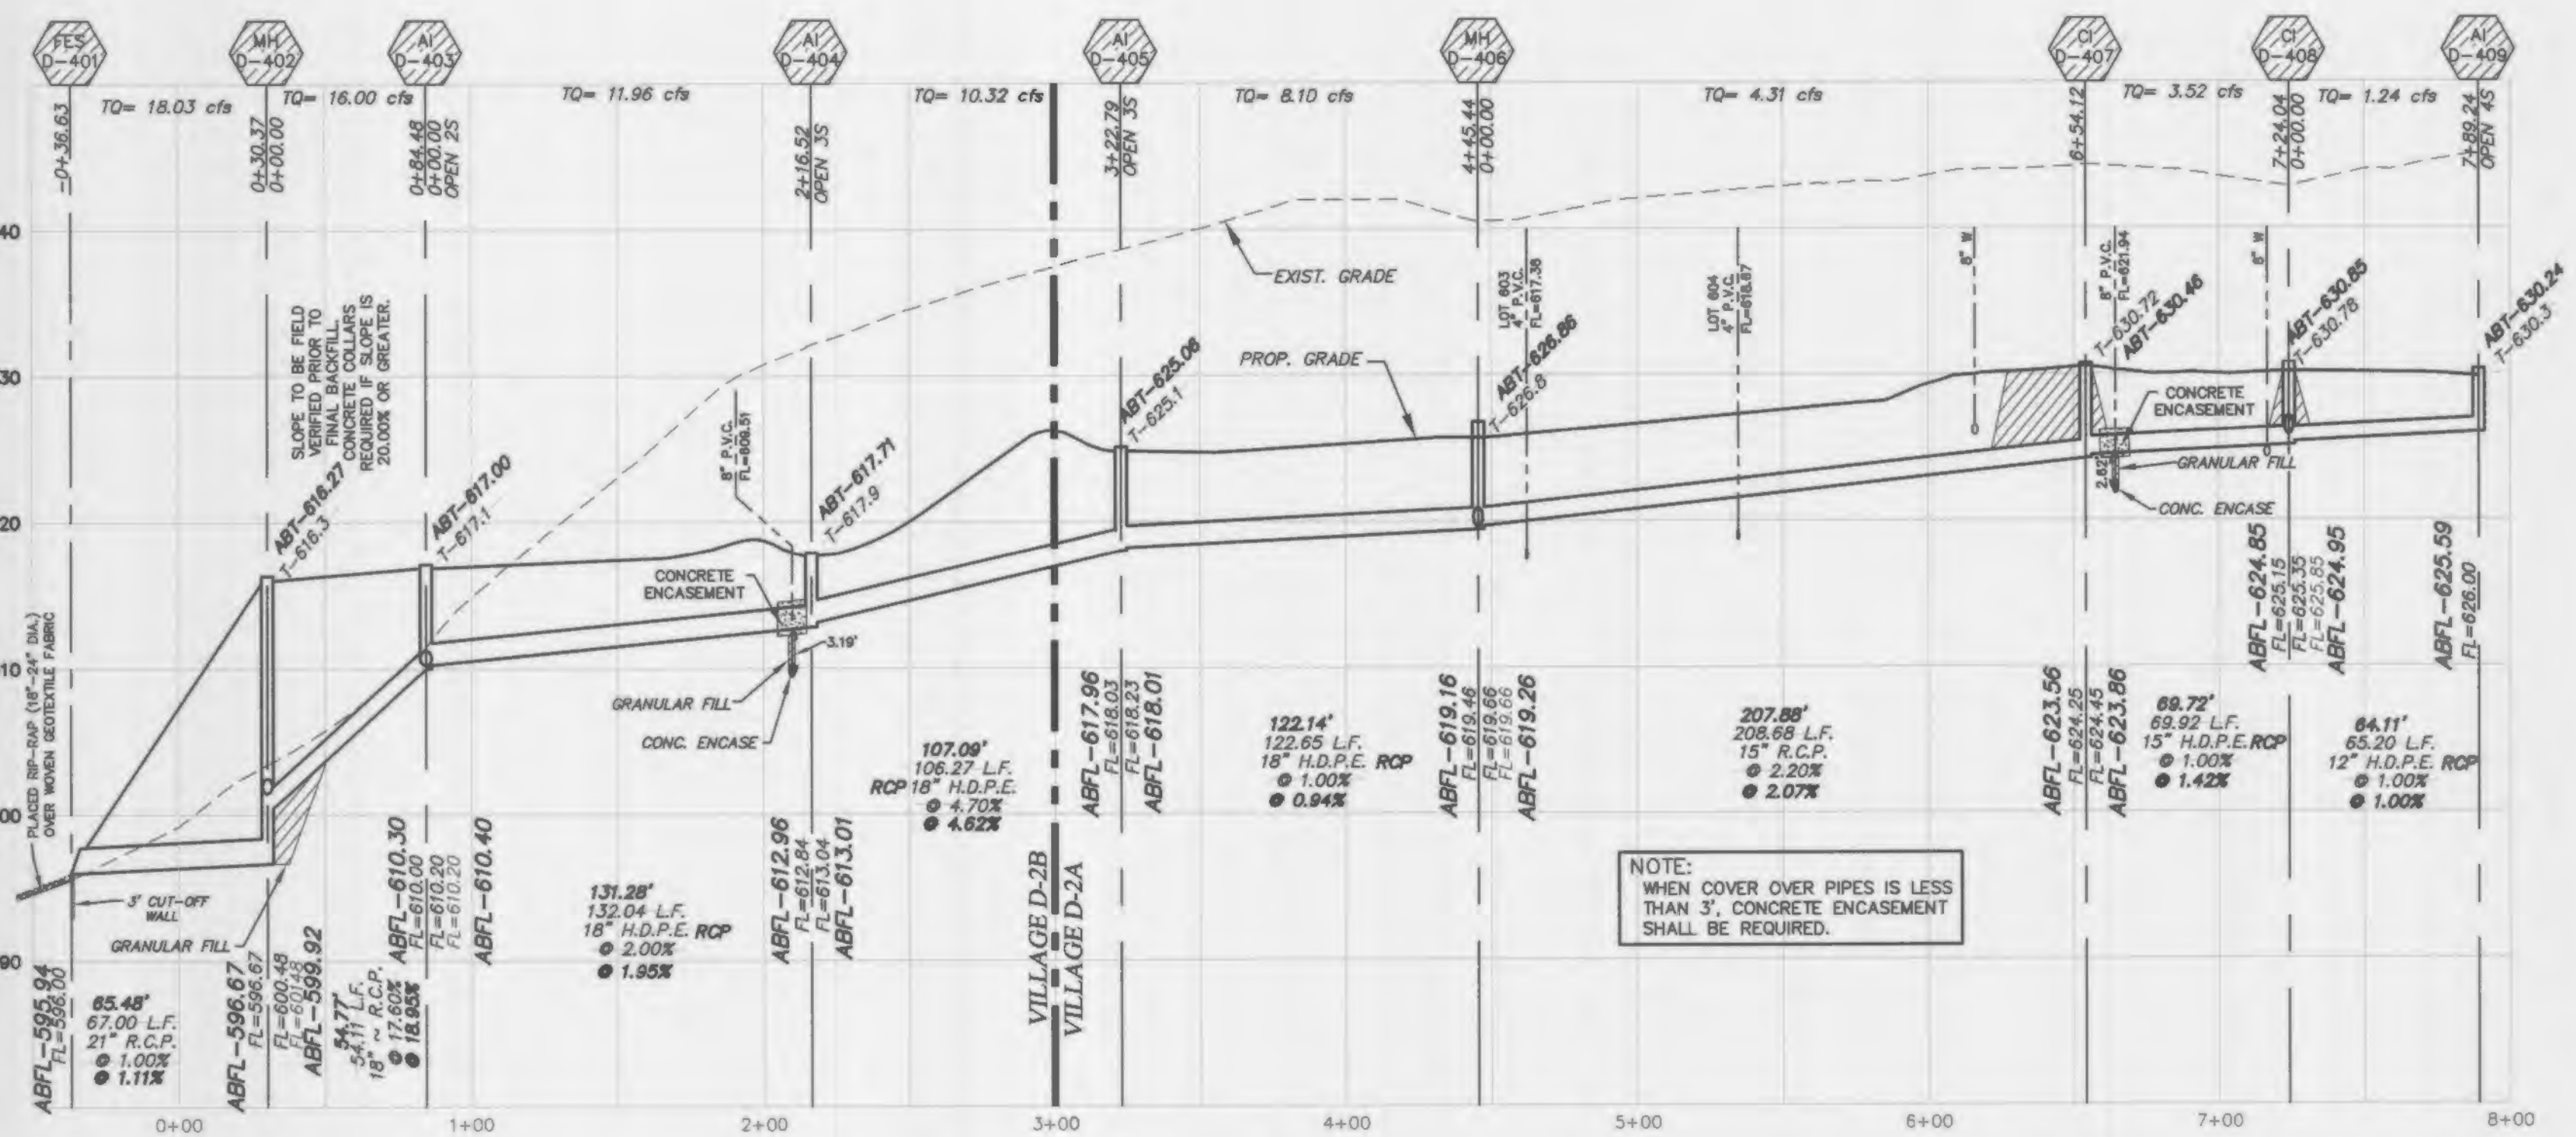 FES
D-401
MH
D-402
AI
D-403
AI
D-404
AI
D-405
MH
D-406
CI
D-407
CI
D-408
AI
D-409
TQ= 18.03 cfs
TQ= 16.00 cfs
TQ= 11.96 cfs
TQ= 10.32 cfs
TQ= 8.10 cfs
TQ= 4.31 cfs
TQ= 3.52 cfs
TQ= 1.24 cfs
-0+36.63
0+30.37
0+00.00
0+84.48
0+00.00
OPEN 2S
2+16.52
OPEN 3S
3+22.79
OPEN 3S
4+45.44
0+00.00
6+54.12
7+24.04
0+00.00
7+89.24
OPEN 4S
40
30
20
10
00
90
SLOPE TO BE FIELD
VERIFIED PRIOR TO
FINAL BACKFILL.
CONCRETE COLLARS
REQUIRED IF SLOPE IS
20.00% OR GREATER.
ABT-616.27
T-616.3
ABT-617.00
T-617.1
8" P.V.C.
FL=609.51
ABT-617.71
T-617.9
ABT-625.06
T-625.1
EXIST. GRADE
PROP. GRADE
ABT-626.86
T-626.8
LOT 603
4" P.V.C.
FL=617.38
LOT 604
4" P.V.C.
FL=618.87
8" W
8" P.V.C.
FL=621.94
T-630.72
ABT-630.46
8" W
ABT-630.85
T-630.78
ABT-630.24
T-630.3
CONCRETE
ENCASEMENT
GRANULAR FILL
2.62'
CONC. ENCASE
CONCRETE
ENCASEMENT
3.19'
GRANULAR FILL
CONC. ENCASE
PLACED RIP-RAP (18"-24" DIA.)
OVER WOVEN GEOTEXTILE FABRIC
3' CUT-OFF
WALL
GRANULAR FILL
ABFL-595.94
FL=596.00
65.48'
67.00 L.F.
21" R.C.P.
@ 1.00%
@ 1.11%
ABFL-596.67
FL=596.67
FL=600.48
FL=601.48
ABFL-599.92
54.77'
54.11 L.F.
18" ~ R.C.P.
@ 17.60%
@ 18.95%
ABFL-610.30
FL=610.00
FL=610.20
FL=610.20
ABFL-610.40
131.28'
132.04 L.F.
18" H.D.P.E. RCP
@ 2.00%
@ 1.95%
ABFL-612.96
FL=612.84
FL=613.04
ABFL-613.01
107.09'
106.27 L.F.
RCP 18" H.D.P.E.
@ 4.70%
@ 4.62%
VILLAGE D-2B
VILLAGE D-2A
ABFL-617.96
FL=618.03
FL=618.23
ABFL-618.01
122.14'
122.65 L.F.
18" H.D.P.E. RCP
@ 1.00%
@ 0.94%
ABFL-619.16
FL=619.46
FL=619.66
FL=619.66
ABFL-619.26
207.88'
208.68 L.F.
15" R.C.P.
@ 2.20%
@ 2.07%
ABFL-623.56
FL=624.25
FL=624.45
ABFL-623.86
69.72'
69.92 L.F.
15" H.D.P.E. RCP
@ 1.00%
@ 1.42%
ABFL-624.85
FL=625.15
FL=625.35
FL=625.85
ABFL-624.95
64.11'
65.20 L.F.
12" H.D.P.E. RCP
@ 1.00%
@ 1.00%
ABFL-625.59
FL=626.00
NOTE:
WHEN COVER OVER PIPES IS LESS
THAN 3', CONCRETE ENCASEMENT
SHALL BE REQUIRED.
0+00
1+00
2+00
3+00
4+00
5+00
6+00
7+00
8+00